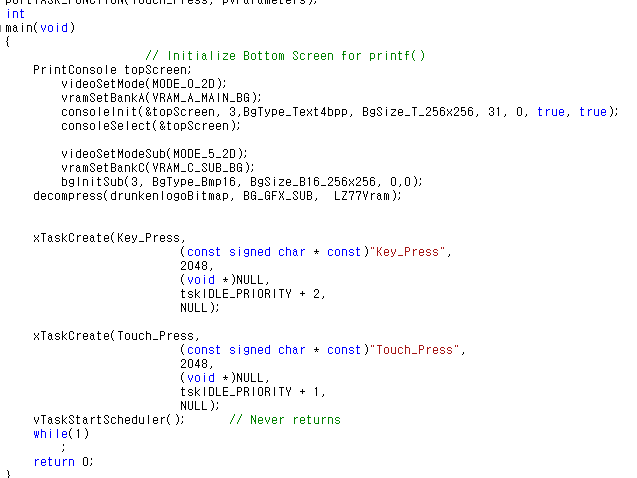 portTASK_FUNCTION(Touch_Press, pvParameters);
int
main(void)
{
// Initialize Bottom Screen for printf()
PrintConsole topScreen;
videoSetMode(MODE_0_2D);
vramSetBankA(VRAM_A_MAIN_BG);
consoleInit(&topScreen, 3,BgType_Text4bpp, BgSize_T_256x256, 31, 0, true, true);
consoleSelect(&topScreen);
videoSetModeSub(MODE_5_2D);
vramSetBankC(VRAM_C_SUB_BG);
bgInitSub(3, BgType_Bmp16, BgSize_B16_256x256, 0,0);
decompress(drunkenlogoBitmap, BG_GFX_SUB,  LZ77Vram);
xTaskCreate(Key_Press,
(const signed char * const)"Key_Press",
2048,
(void *)NULL,
tskIDLE_PRIORITY + 2,
NULL);
xTaskCreate(Touch_Press,
(const signed char * const)"Touch_Press",
2048,
(void *)NULL,
tskIDLE_PRIORITY + 1,
NULL);
vTaskStartScheduler();     // Never returns
while(1)
;
return 0;
}